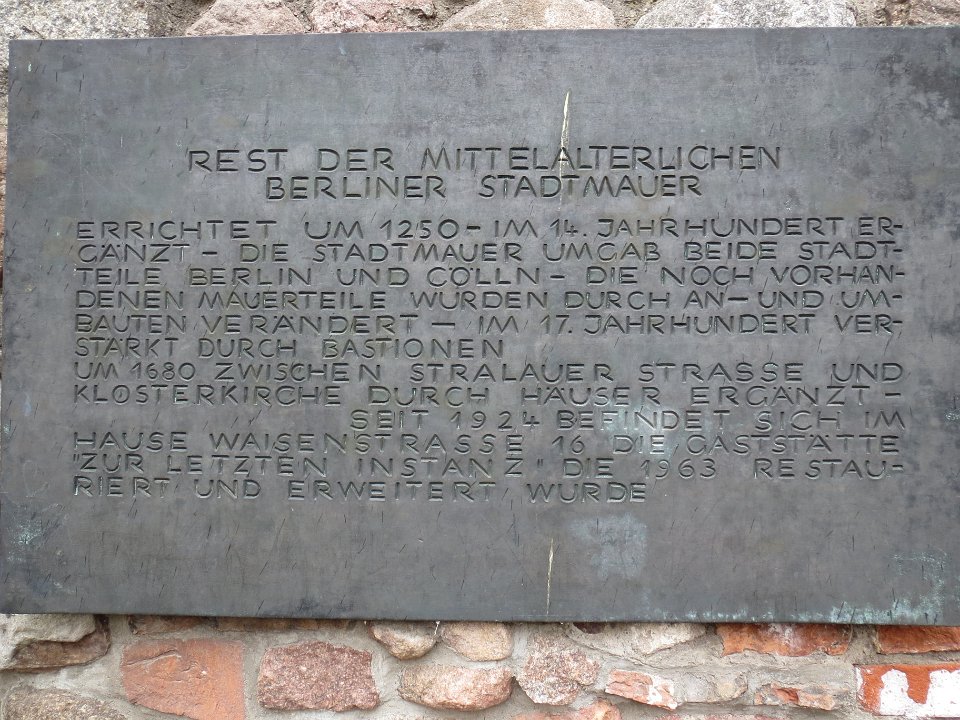 REST DER MITTELALTERLICHEN
BERLINER STADTMAUER
ERRICHTET UM 1250 – IM 14. JAHRHUNDERT ER-
GÄNZT – DIE STADTMAUER UMGAB BEIDE STADT-
TEILE BERLIN UND CÖLLN – DIE NOCH VORHAN-
DENEN MAUERTEILE WURDEN DURCH AN- UND UM-
BAUTEN VERÄNDERT – IM 17. JAHRHUNDERT VER-
STÄRKT DURCH BASTIONEN
UM 1680 ZWISCHEN STRALAUER STRASSE UND
KLOSTERKIRCHE DURCH HÄUSER ERGÄNZT –
SEIT 1924 BEFINDET SICH IM
HAUSE WAISENSTRASSE 16 DIE GASTSTÄTTE
"ZUR LETZTEN INSTANZ" DIE 1963 RESTAU-
RIERT UND ERWEITERT WURDE